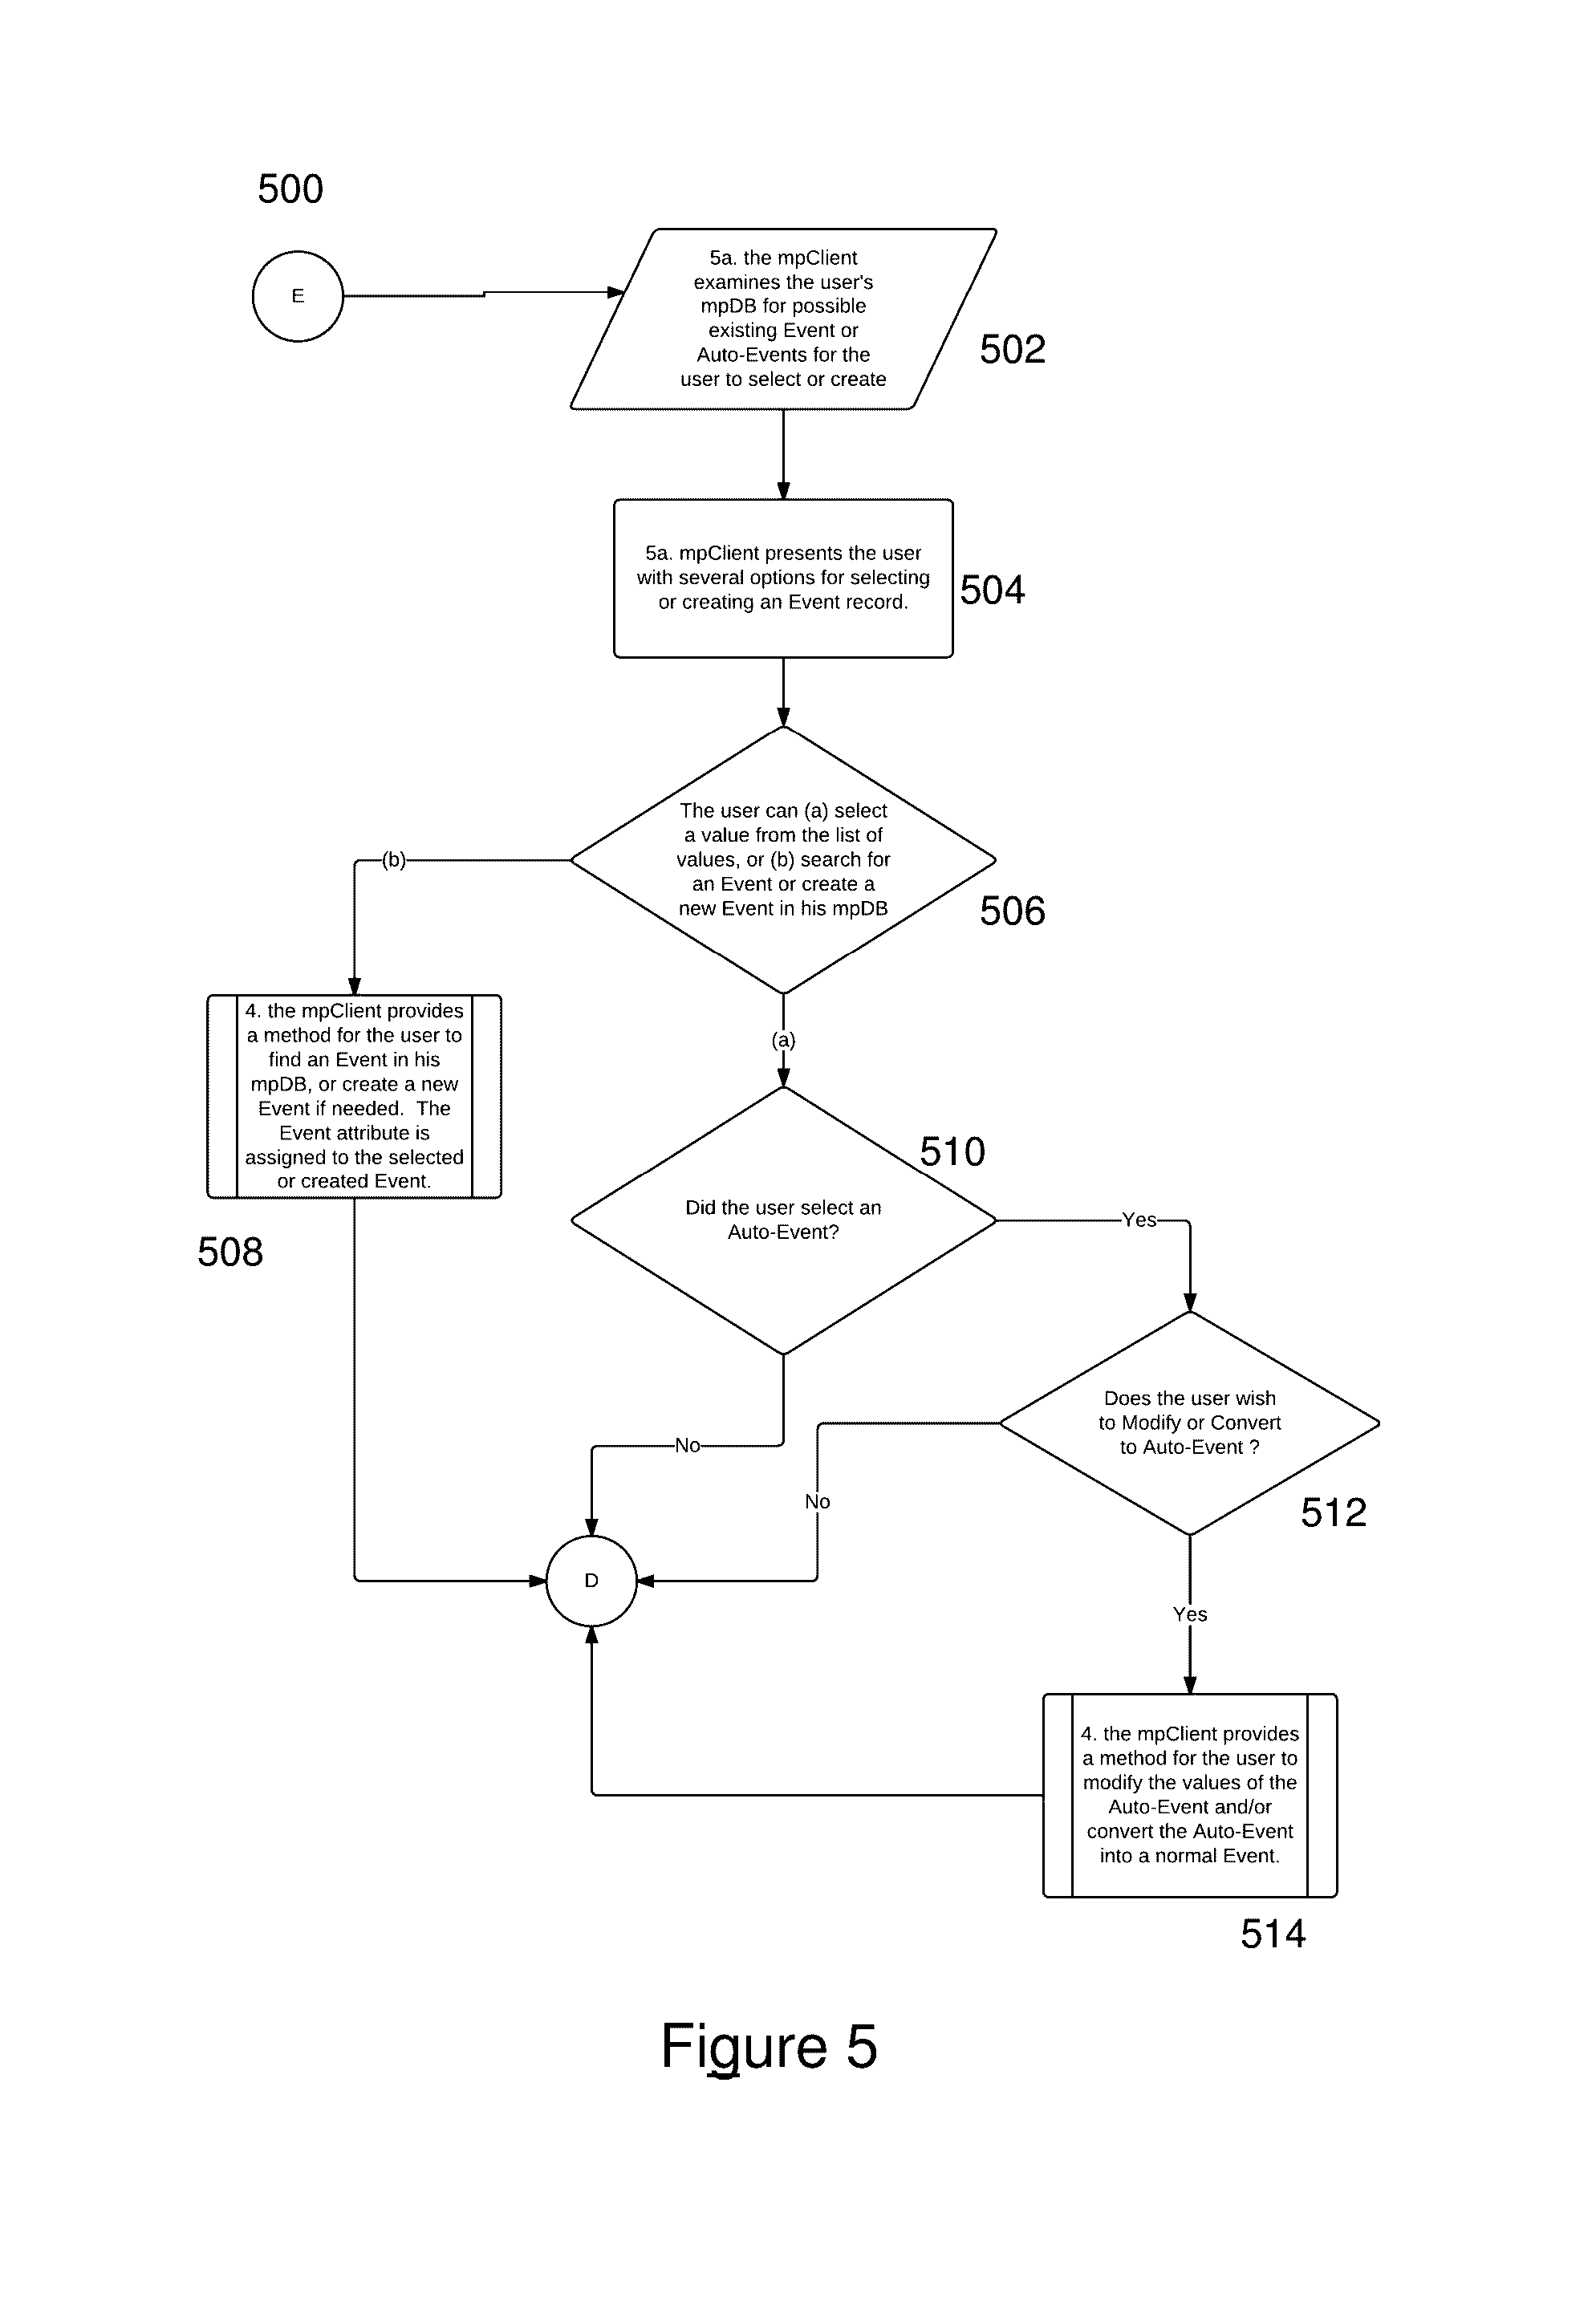 500
E
5a. the mpClient
examines the user's
mpDB for possible
existing Event or
Auto-Events for the
user to select or create
502
5a. mpClient presents the user
with several options for selecting
or creating an Event record.
504
The user can (a) select
a value from the list of
values, or (b) search for
an Event or create a
new Event in his mpDB
506
(b)
(a)
4. the mpClient provides
a method for the user to
find an Event in his
mpDB, or create a new
Event if needed.  The
Event attribute is
assigned to the selected
or created Event.
508
510
Did the user select an
Auto-Event?
Yes
No
Does the user wish
to Modify or Convert
to Auto-Event ?
512
No
D
Yes
4. the mpClient provides
a method for the user to
modify the values of the
Auto-Event and/or
convert the Auto-Event
into a normal Event.
514
Figure 5